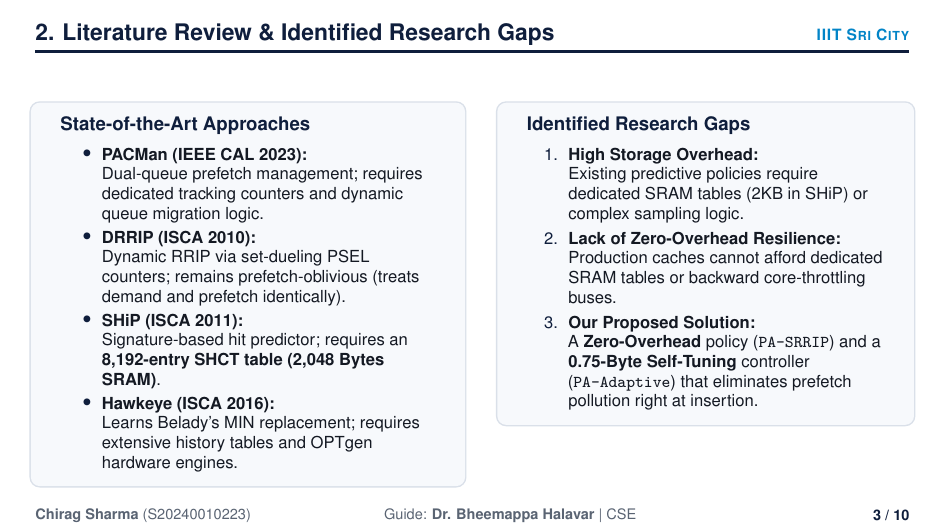 2. Literature Review & Identified Research Gaps
IIIT SRI CITY
State-of-the-Art Approaches
• PACMan (IEEE CAL 2023):
Dual-queue prefetch management; requires
dedicated tracking counters and dynamic
queue migration logic.
• DRRIP (ISCA 2010):
Dynamic RRIP via set-dueling PSEL
counters; remains prefetch-oblivious (treats
demand and prefetch identically).
• SHiP (ISCA 2011):
Signature-based hit predictor; requires an
8,192-entry SHCT table (2,048 Bytes
SRAM).
• Hawkeye (ISCA 2016):
Learns Belady's MIN replacement; requires
extensive history tables and OPTgen
hardware engines.
Identified Research Gaps
1. High Storage Overhead:
Existing predictive policies require
dedicated SRAM tables (2KB in SHiP) or
complex sampling logic.
2. Lack of Zero-Overhead Resilience:
Production caches cannot afford dedicated
SRAM tables or backward core-throttling
buses.
3. Our Proposed Solution:
A Zero-Overhead policy (PA-SRRIP) and a
0.75-Byte Self-Tuning controller
(PA-Adaptive) that eliminates prefetch
pollution right at insertion.
Chirag Sharma (S20240010223)
Guide: Dr. Bheemappa Halavar | CSE
3 / 10